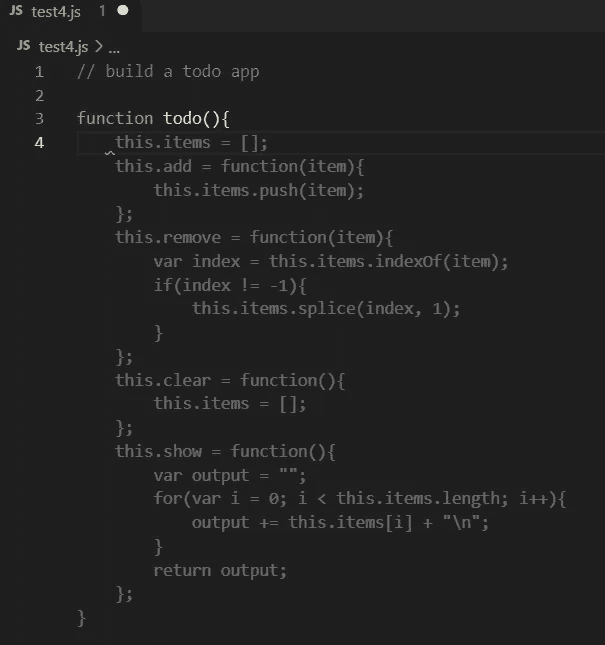 JS test4.js 1
JS test4.js > ...
1 // build a todo app
2
3 function todo(){
4     this.items = [];
    this.add = function(item){
        this.items.push(item);
    };
    this.remove = function(item){
        var index = this.items.indexOf(item);
        if(index != -1){
            this.items.splice(index, 1);
        }
    };
    this.clear = function(){
        this.items = [];
    };
    this.show = function(){
        var output = "";
        for(var i = 0; i < this.items.length; i++){
            output += this.items[i] + "\n";
        }
        return output;
    };
}